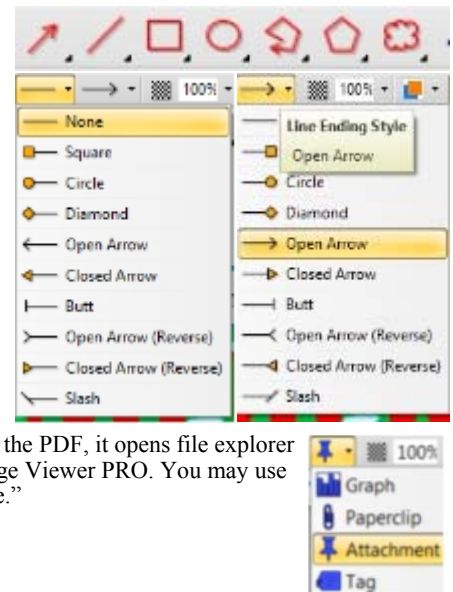 100%
100%
None
Square
Circle
Diamond
Open Arrow
Closed Arrow
Butt
Open Arrow (Reverse)
Closed Arrow (Reverse)
Slash
Line Ending Style
Open Arrow
Circle
Diamond
Open Arrow
Closed Arrow
Butt
Open Arrow (Reverse)
Closed Arrow (Reverse)
Slash
the PDF, it opens file explorer
ge Viewer PRO. You may use
e.”
100%
Graph
Paperclip
Attachment
Tag